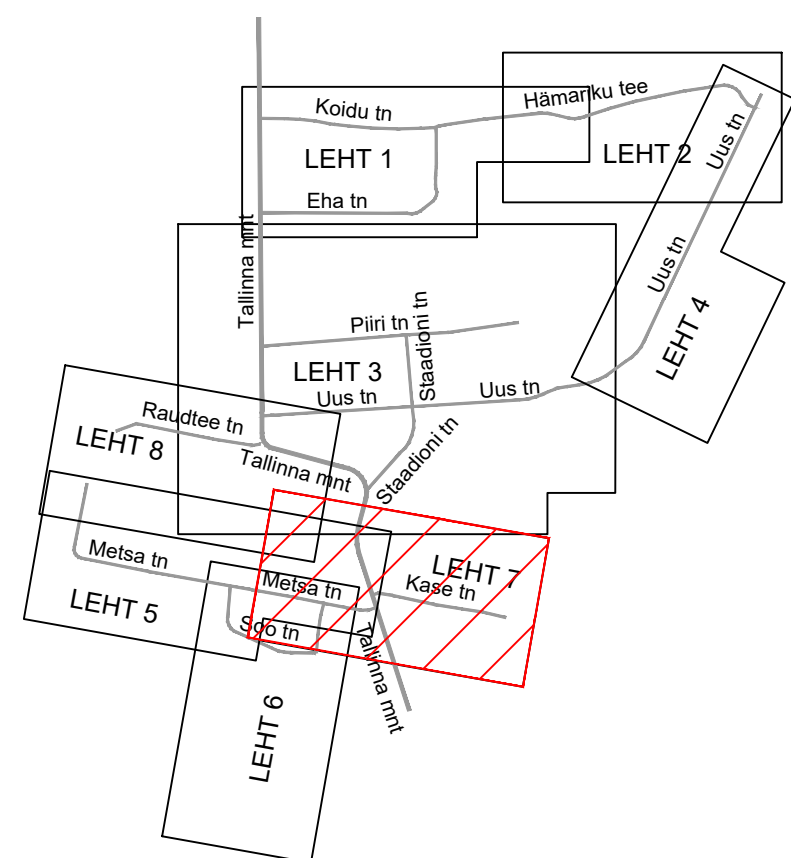 Koidu tn
Hämariku tee
LEHT 1
LEHT 2
Uus tn
Eha tn
Tallinna mnt
Uus tn
Piiri tn
Staadioni tn
LEHT 4
LEHT 3
Uus tn
Uus tn
Raudtee tn
LEHT 8
Tallinna mnt
Staadioni tn
Metsa tn
Metsa tn
LEHT 7
Kase tn
LEHT 5
Soo tn
Tallinna mnt
LEHT 6